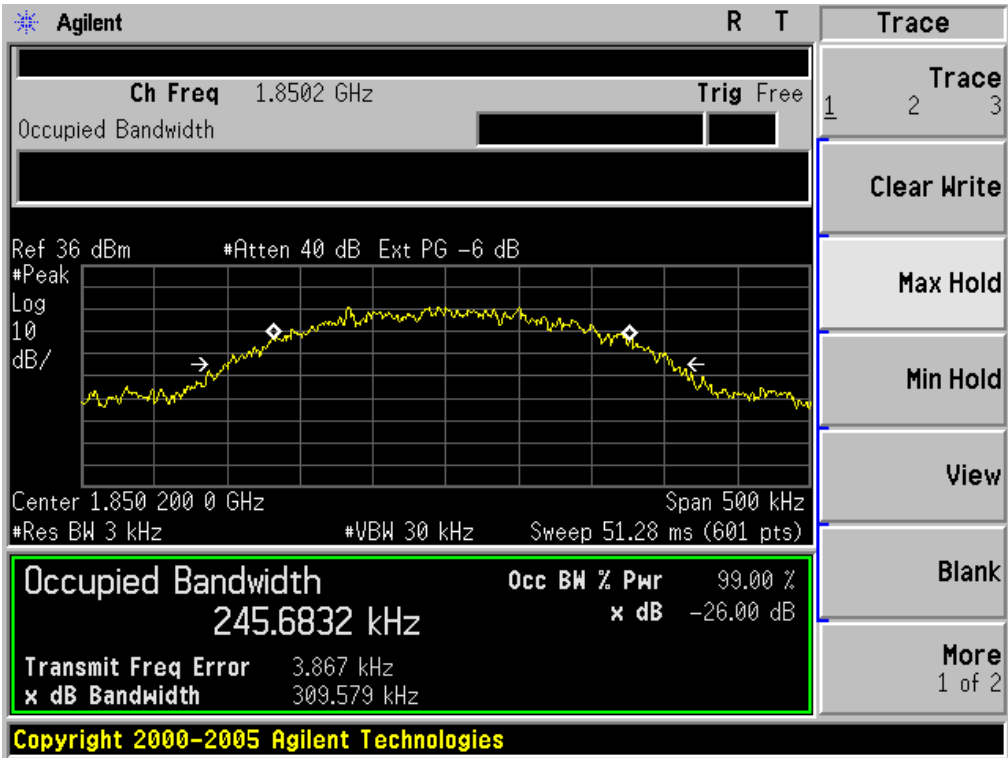 Agilent R T Trace
Ch Freq 1.8502 GHz Trig Free
Occupied Bandwidth
Trace
1 2 3
Clear Write
Max Hold
Min Hold
View
Blank
More
1 of 2
Ref 36 dBm #Atten 40 dB Ext PG -6 dB
#Peak
Log
10
dB/
Center 1.850 200 0 GHz Span 500 kHz
#Res BW 3 kHz #VBW 30 kHz Sweep 51.28 ms (601 pts)
Occupied Bandwidth Occ BW % Pwr 99.00 %
245.6832 kHz x dB -26.00 dB
Transmit Freq Error 3.867 kHz
x dB Bandwidth 309.579 kHz
Copyright 2000-2005 Agilent Technologies